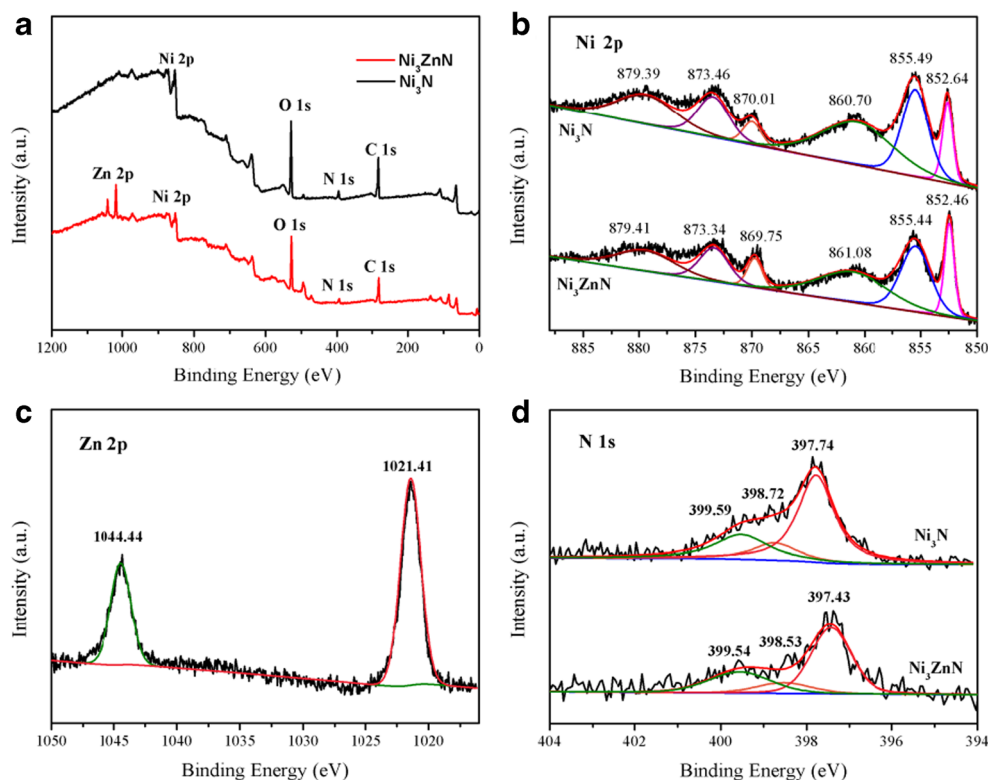 a
Ni 2p
Ni₃ZnN
Ni₃N
O 1s
C 1s
N 1s
Zn 2p
Ni 2p
O 1s
C 1s
N 1s
Intensity (a.u.)
1200 1000 800 600 400 200 0
Binding Energy (eV)
b
Ni 2p
855.49
852.64
879.39
873.46
870.01
860.70
Ni₃N
852.46
879.41
873.34
869.75
861.08
855.44
Ni₃ZnN
Intensity (a.u.)
885 880 875 870 865 860 855 850
Binding Energy (eV)
c
Zn 2p
1021.41
1044.44
Intensity (a.u.)
1050 1045 1040 1035 1030 1025 1020
Binding Energy (eV)
d
N 1s
397.74
398.72
399.59
Ni₃N
397.43
398.53
399.54
Ni₃ZnN
Intensity (a.u.)
404 402 400 398 396 394
Binding Energy (eV)